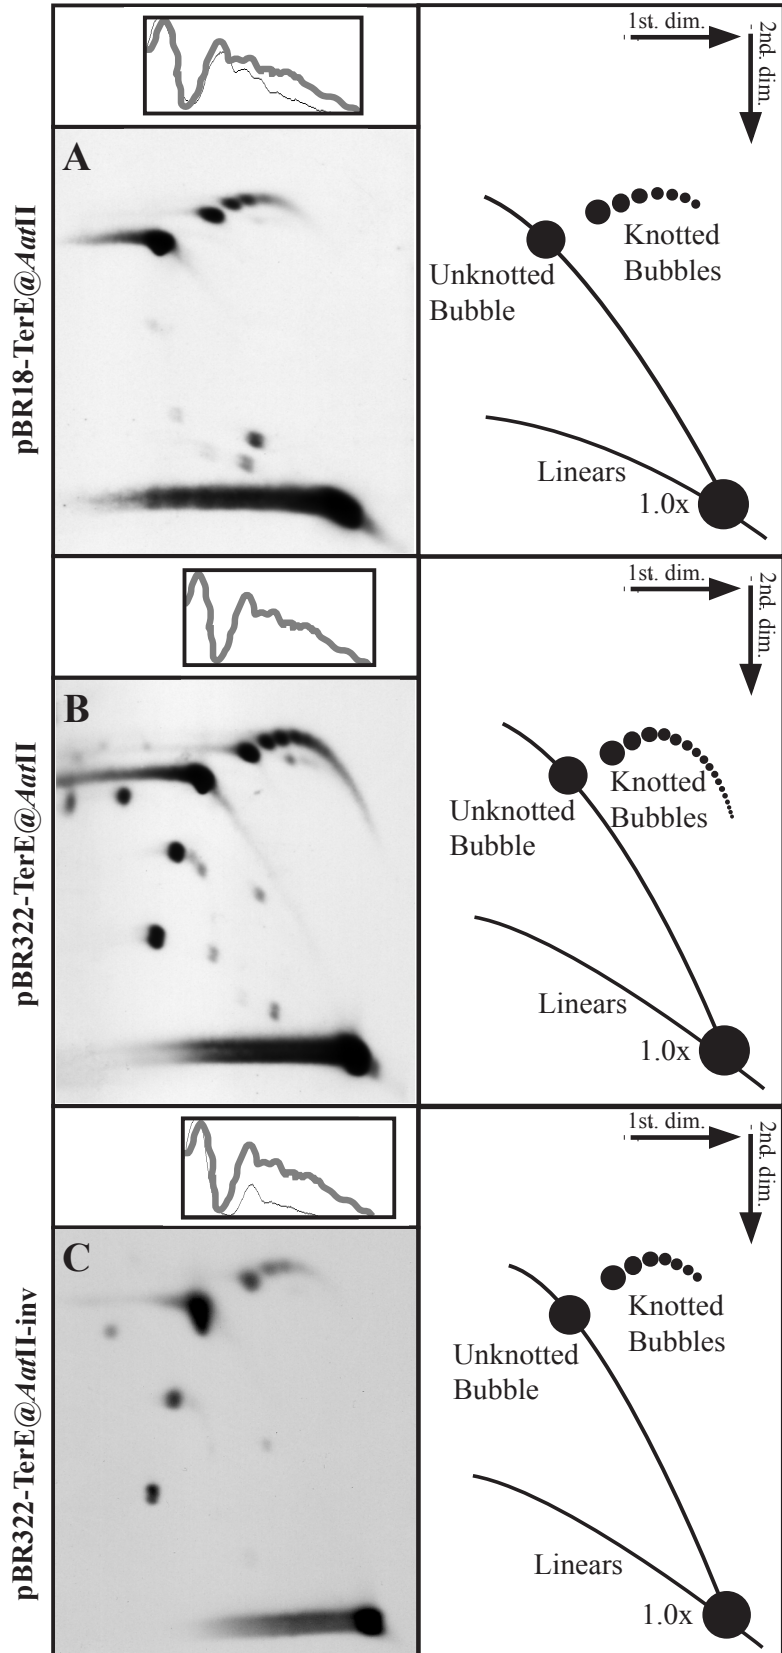 pBR18-TerE@AatII
A
1st. dim.
2nd. dim.
Knotted
Bubbles
Unknotted
Bubble
Linears
1.0x
pBR322-TerE@AatII
B
1st. dim.
2nd. dim.
Knotted
Bubbles
Unknotted
Bubble
Linears
1.0x
pBR322-TerE@AatII-inv
C
1st. dim.
2nd. dim.
Knotted
Bubbles
Unknotted
Bubble
Linears
1.0x